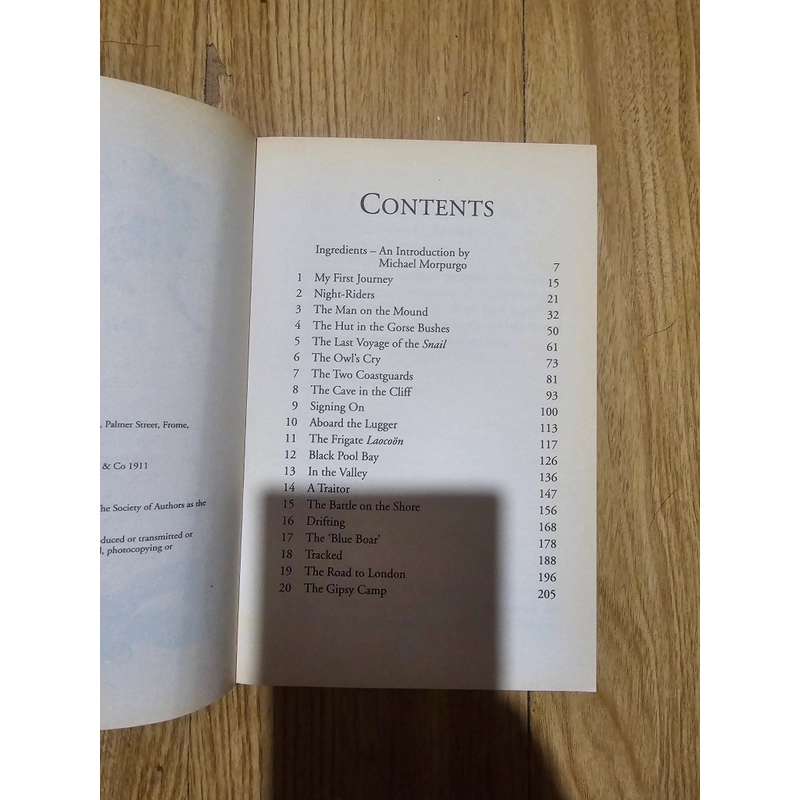 , Palmer Street, Frome,
& Co 1911
he Society of Authors as the
duced or transmitted or
l, photocopying or
CONTENTS
Ingredients – An Introduction by
Michael Morpurgo 7
1 My First Journey 15
2 Night-Riders 21
3 The Man on the Mound 32
4 The Hut in the Gorse Bushes 50
5 The Last Voyage of the Snail 61
6 The Owl's Cry 73
7 The Two Coastguards 81
8 The Cave in the Cliff 93
9 Signing On 100
10 Aboard the Lugger 113
11 The Frigate Laocoön 117
12 Black Pool Bay 126
13 In the Valley 136
14 A Traitor 147
15 The Battle on the Shore 156
16 Drifting 168
17 The 'Blue Boar' 178
18 Tracked 188
19 The Road to London 196
20 The Gipsy Camp 205